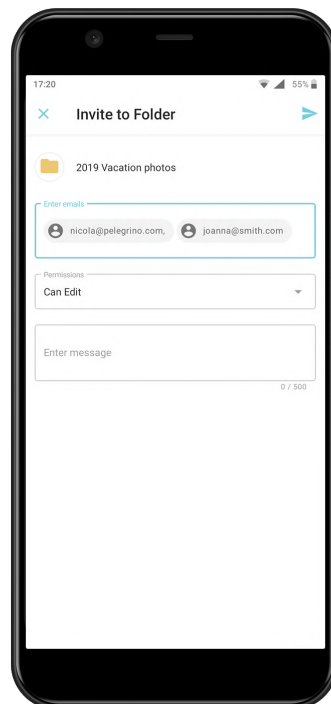 17:20 55%
Invite to Folder
2019 Vacation photos
Enter emails
nicola@pelegrino.com, joanna@smith.com
Permissions
Can Edit
Enter message
0 / 500